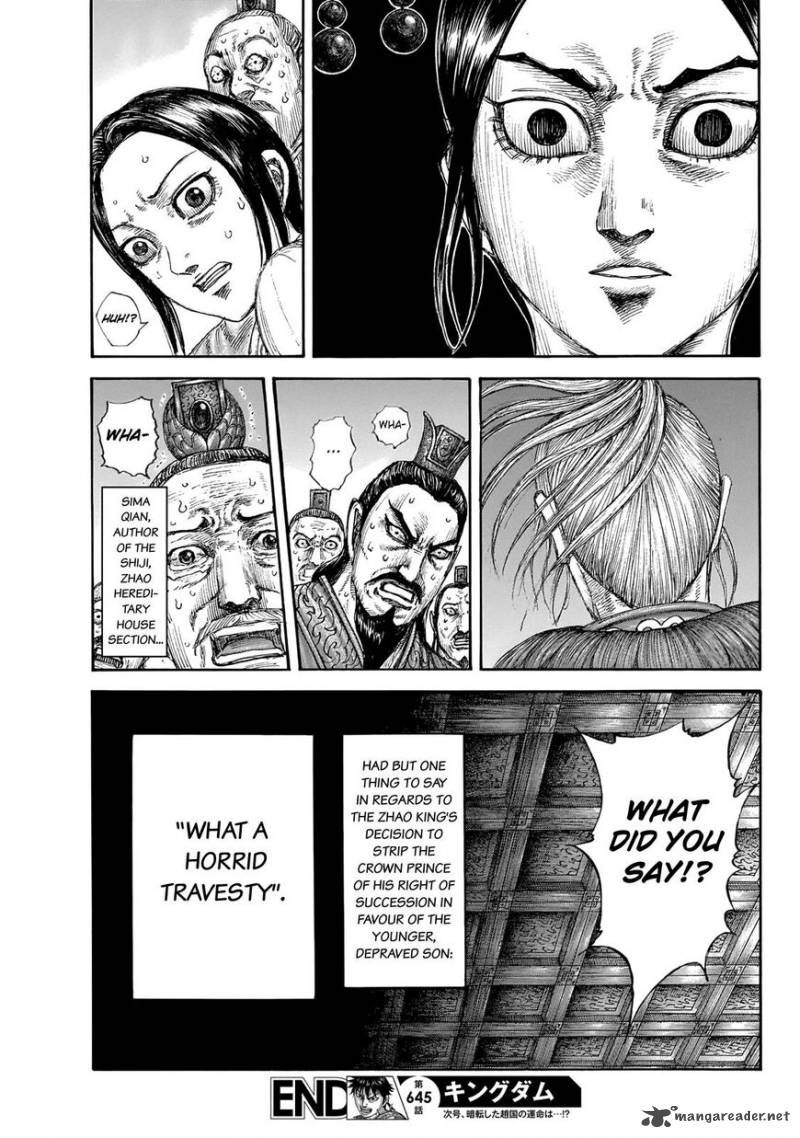 HUH!?
WHA-
...
WHA-
SIMA
QIAN,
AUTHOR
OF THE
SHIJI,
ZHAO
HEREDI-
TARY
HOUSE
SECTION...
WHAT
DID YOU
SAY!?
HAD BUT ONE
THING TO SAY
IN REGARDS TO
THE ZHAO KING'S
DECISION TO
STRIP THE
CROWN PRINCE
OF HIS RIGHT OF
SUCCESSION IN
FAVOUR OF THE
YOUNGER,
DEPRAVED SON:
"WHAT A
HORRID
TRAVESTY".
END
第
645
話
キングダム
次号、暗転した趙国の運命は…!?
mangareader.net